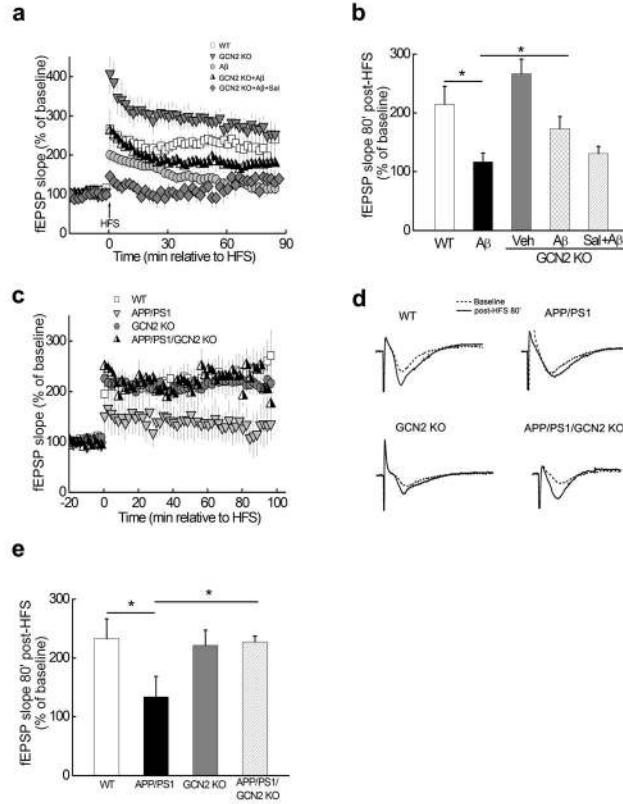 a
WT
GCN2 KO
Aβ
GCN2 KO+Aβ
GCN2 KO+Aβ+Sal
fEPSP slope (% of baseline)
400
300
200
100
0
HFS
0 30 60 90
Time (min relative to HFS)
b
fEPSP slope 80' post-HFS
(% of baseline)
300
200
100
0
* *
WT Aβ Veh Aβ Sal+Aβ
GCN2 KO
c
WT
APP/PS1
GCN2 KO
APP/PS1/GCN2 KO
fEPSP slope (% of baseline)
300
200
100
0
-20 0 20 40 60 80 100
Time (min relative to HFS)
d
Baseline
post-HFS 80'
WT APP/PS1
GCN2 KO APP/PS1/GCN2 KO
e
fEPSP slope 80' post-HFS
(% of baseline)
300
200
100
0
* *
WT APP/PS1 GCN2 KO APP/PS1/
GCN2 KO